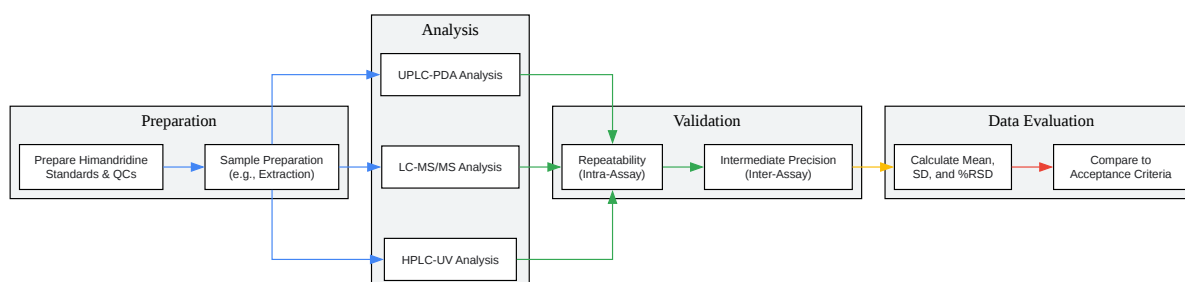 Preparation
Prepare Himandridine
Standards & QCs
Sample Preparation
(e.g., Extraction)
Analysis
UPLC-PDA Analysis
LC-MS/MS Analysis
HPLC-UV Analysis
Validation
Repeatability
(Intra-Assay)
Intermediate Precision
(Inter-Assay)
Data Evaluation
Calculate Mean,
SD, and %RSD
Compare to
Acceptance Criteria